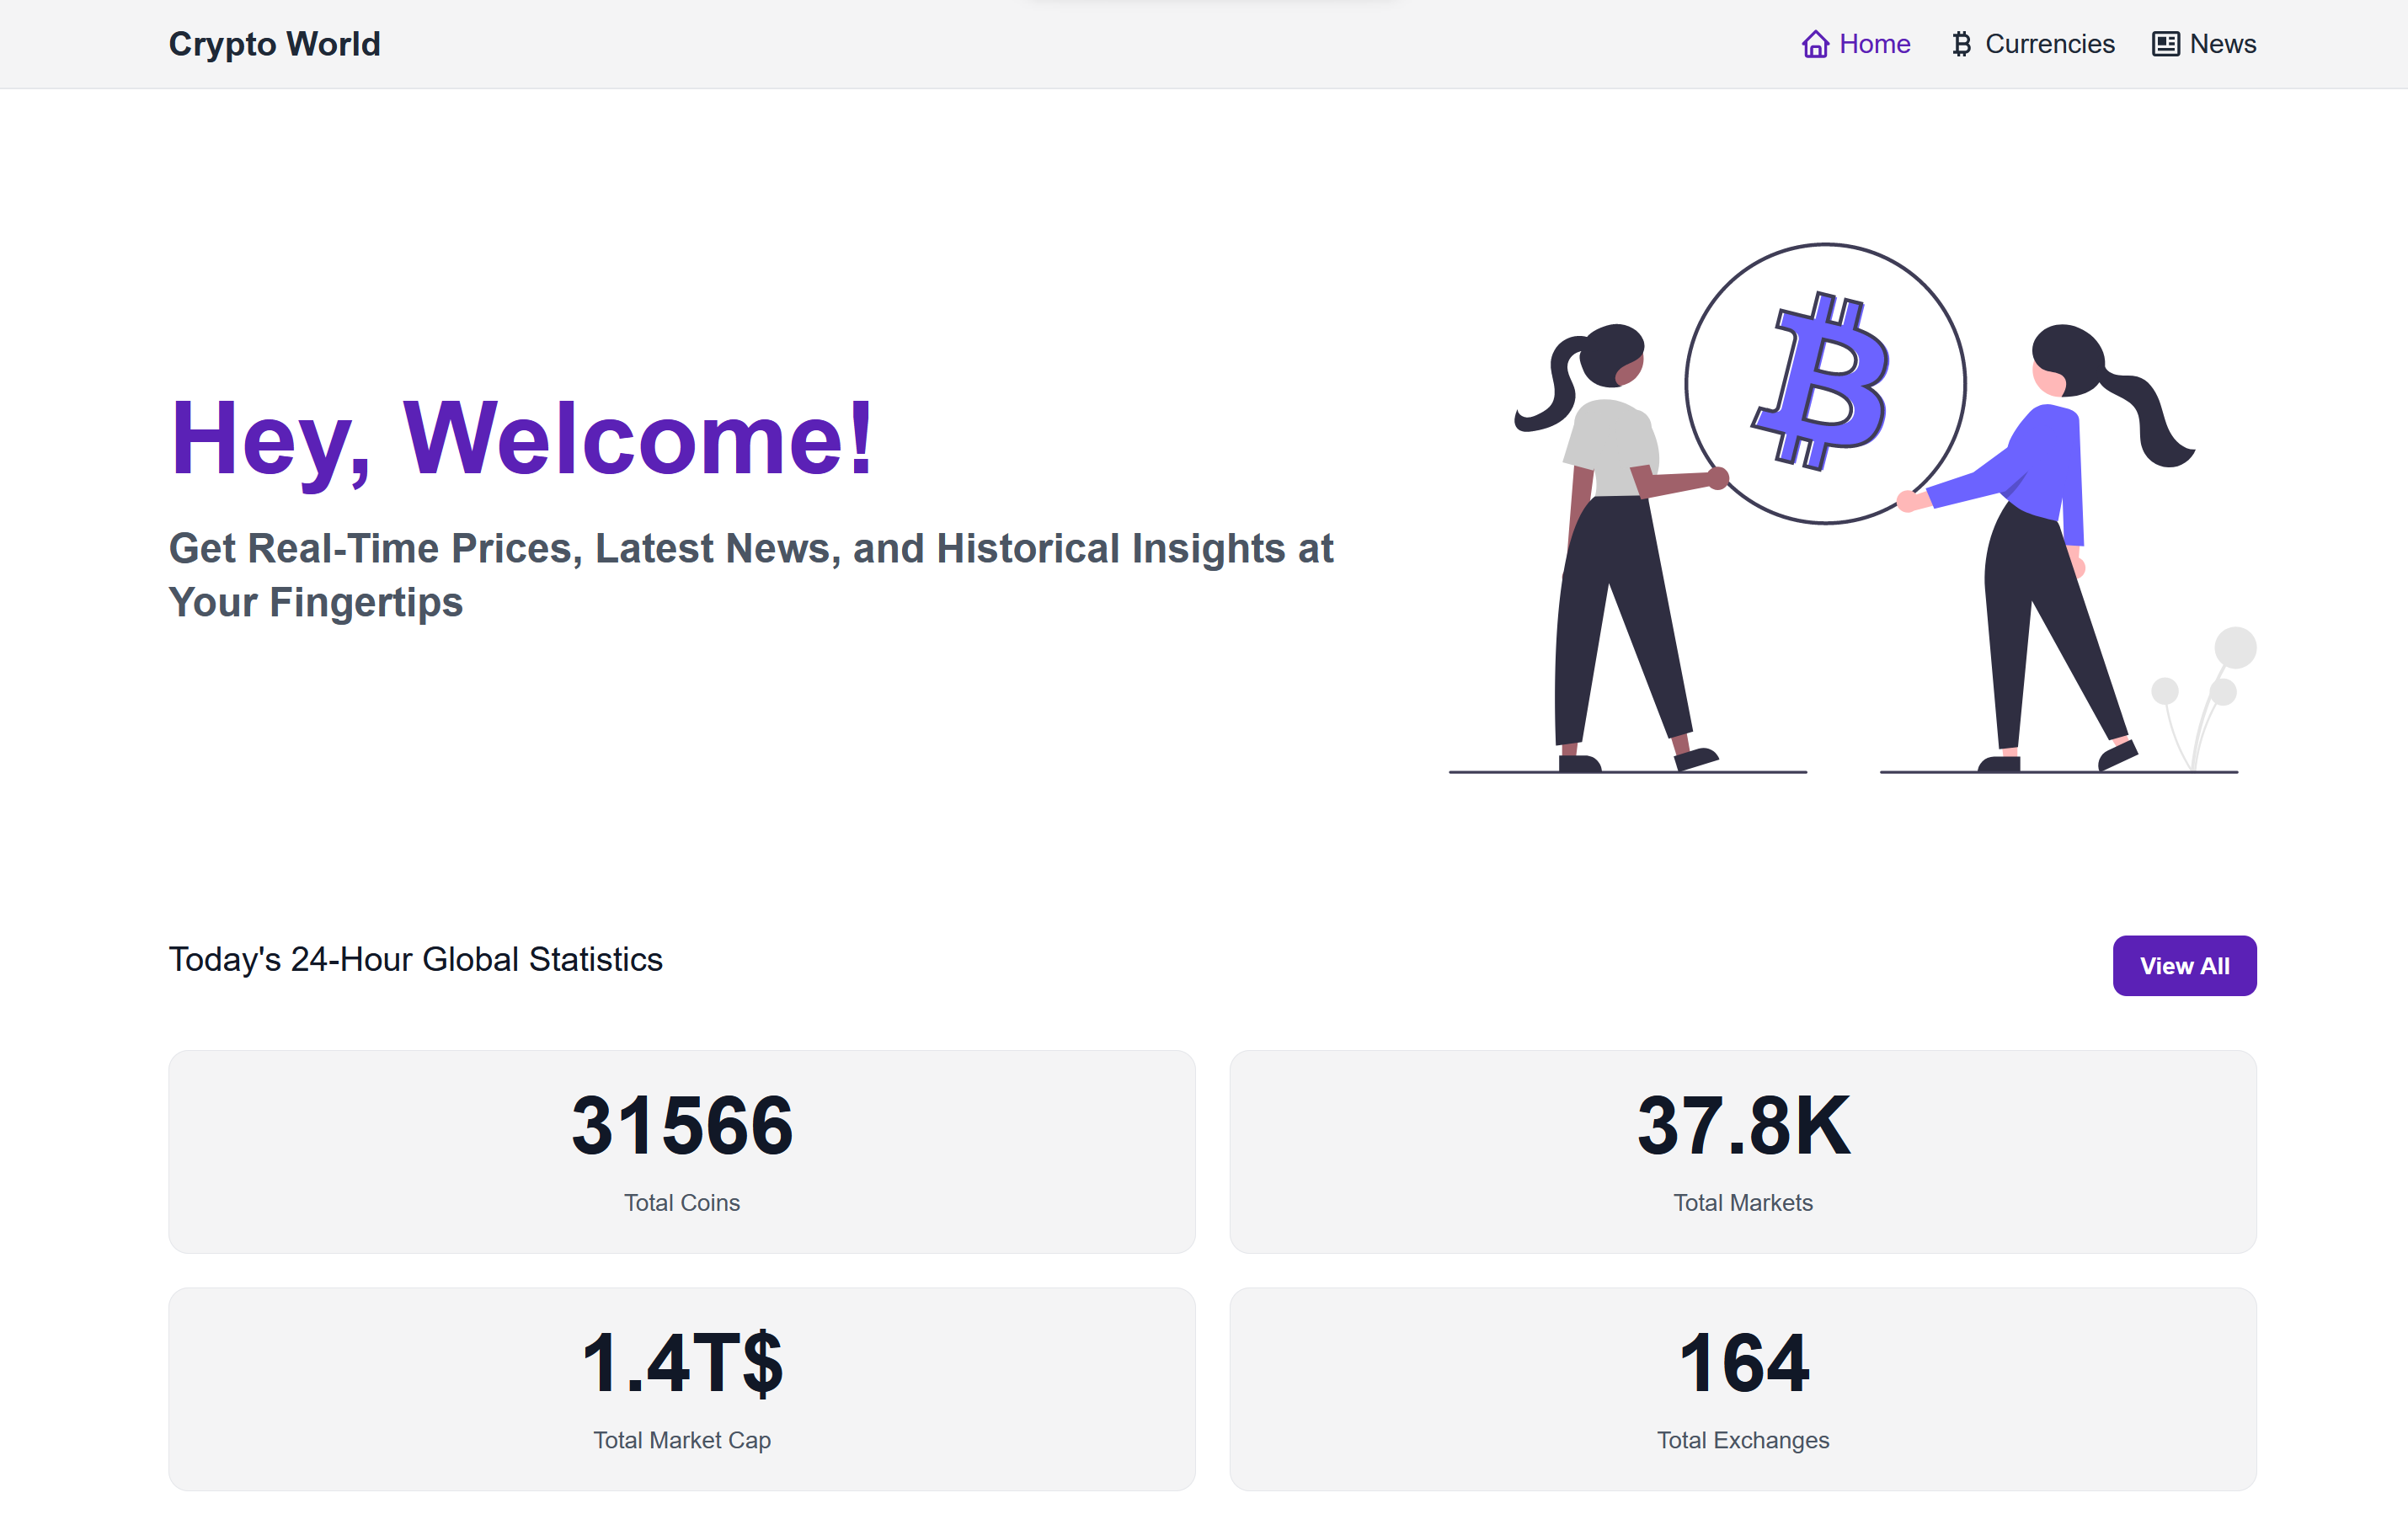 Crypto World
Home
Currencies
News
Hey, Welcome!
Get Real-Time Prices, Latest News, and Historical Insights at
Your Fingertips
Today's 24-Hour Global Statistics
View All
31566
Total Coins
37.8K
Total Markets
1.4T$
Total Market Cap
164
Total Exchanges